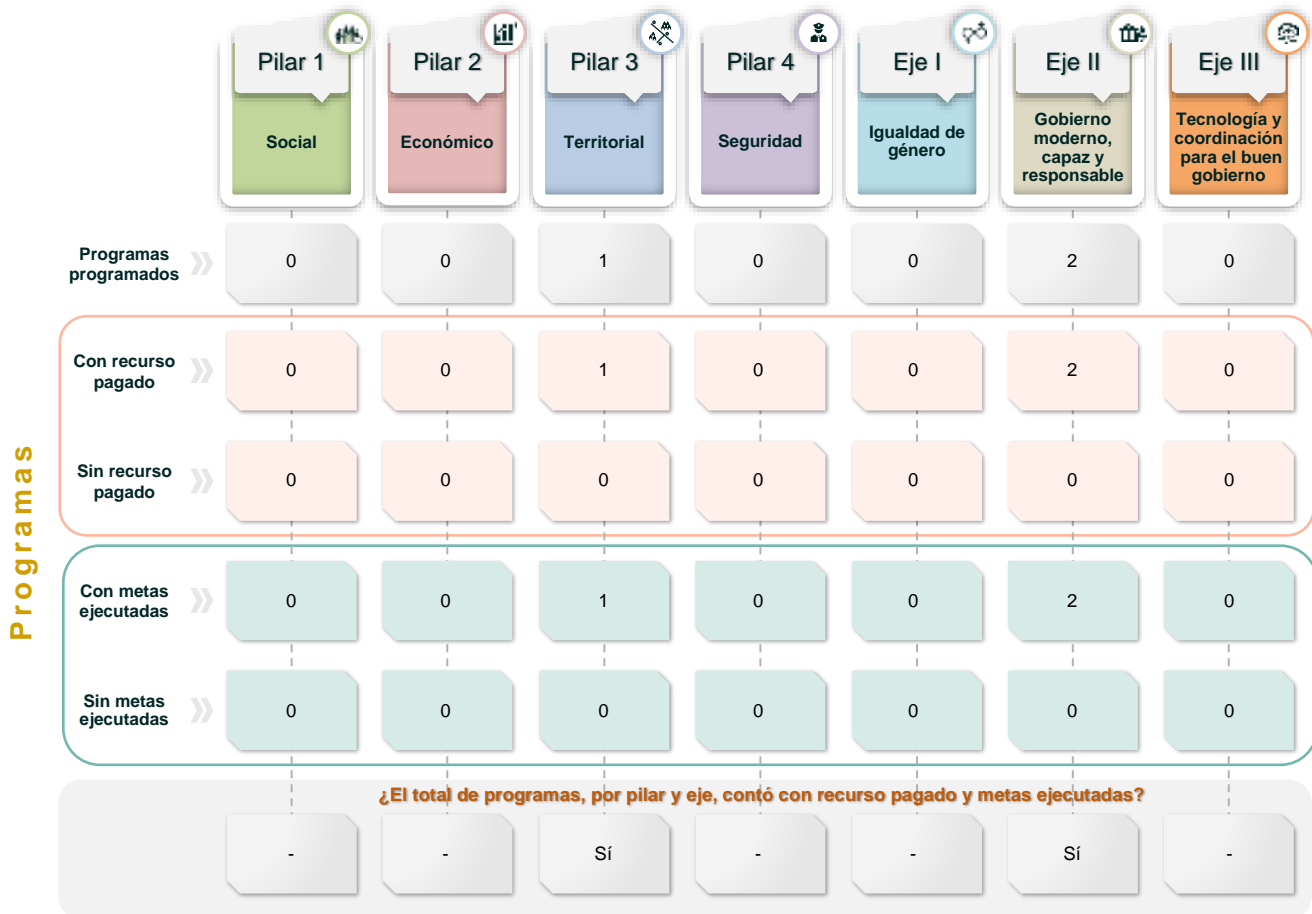 Pilar 1
Pilar 2
Pilar 3
Pilar 4
Eje I
Eje II
Eje III
Social
Económico
Territorial
Seguridad
Igualdad de
género
Gobierno
moderno,
capaz y
responsable
Tecnología y
coordinación
para el buen
gobierno
Programas
Programas
programados
0 0 1 0 0 2 0
Con recurso
pagado
0 0 1 0 0 2 0
Sin recurso
pagado
0 0 0 0 0 0 0
Con metas
ejecutadas
0 0 1 0 0 2 0
Sin metas
ejecutadas
0 0 0 0 0 0 0
¿El total de programas, por pilar y eje, contó con recurso pagado y metas ejecutadas?
- - Sí - - Sí -